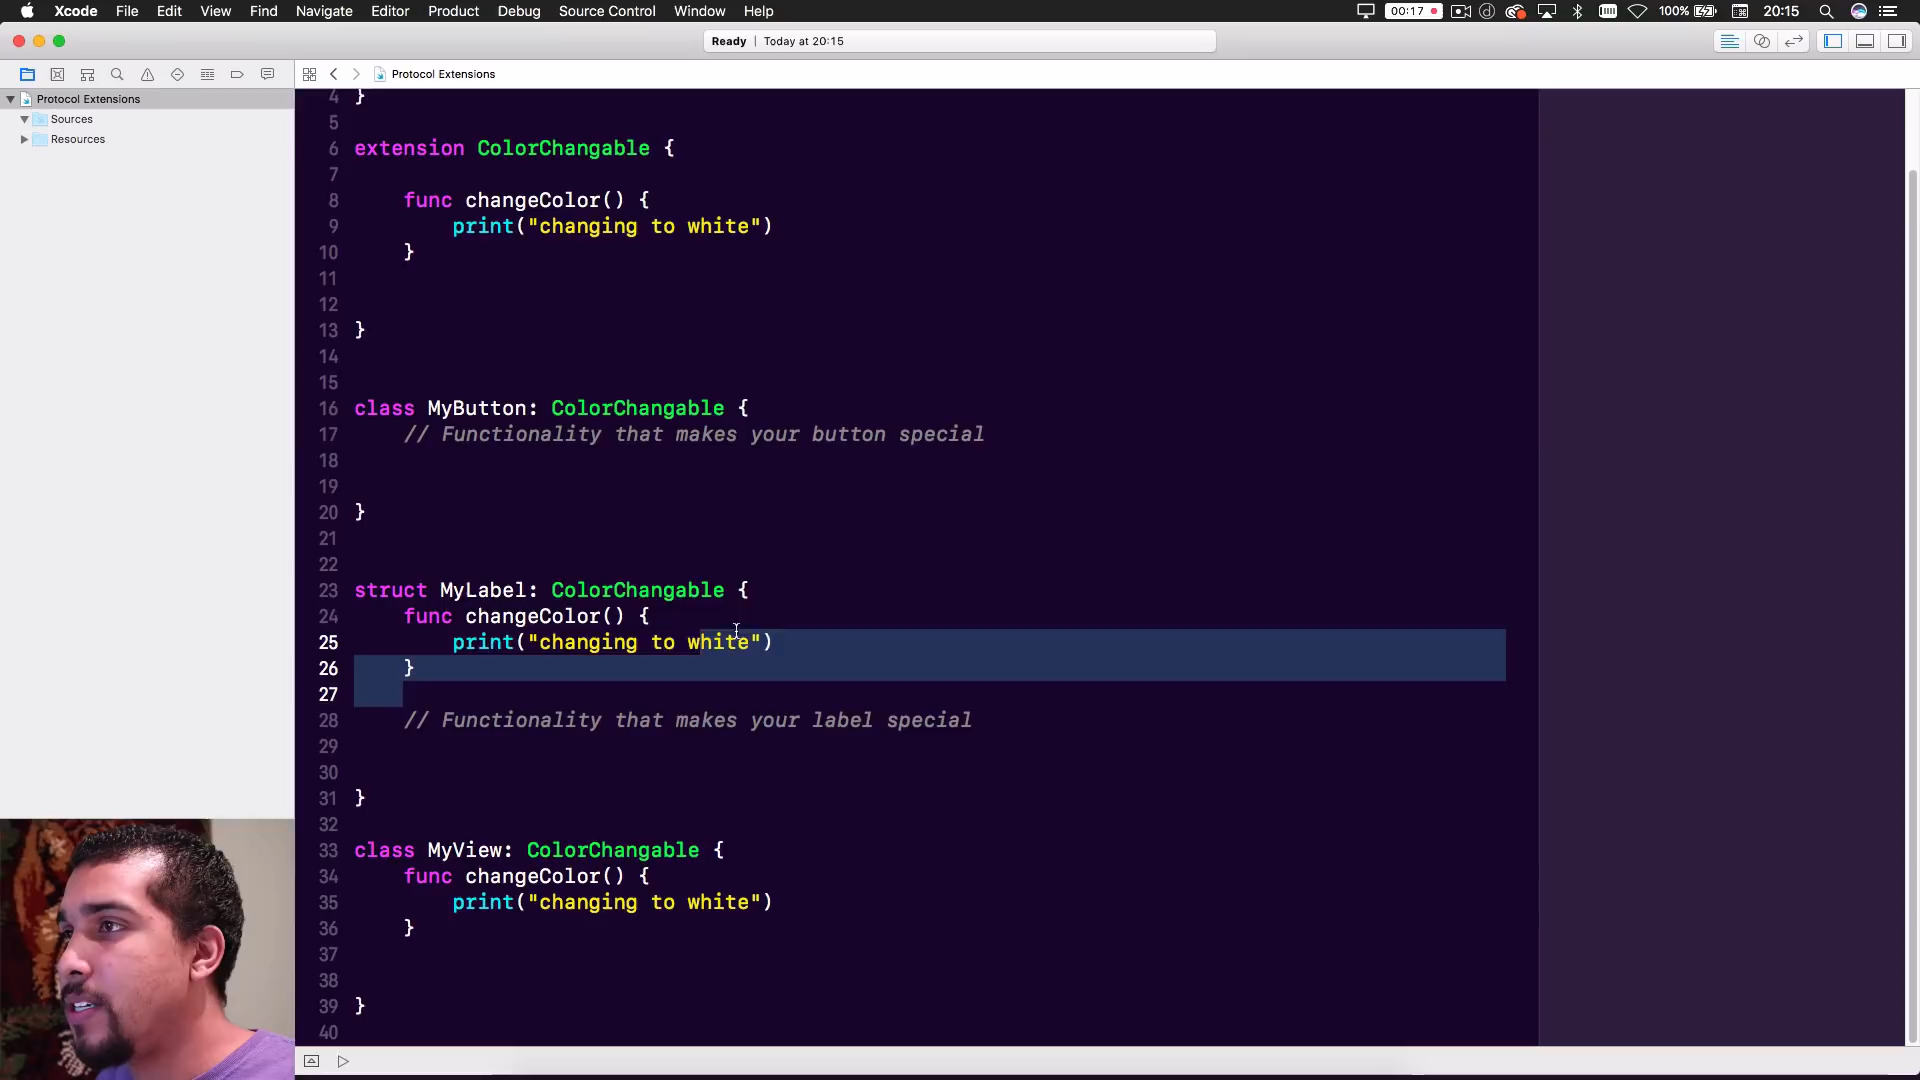 Xcode File Edit View Find Navigate Editor Product Debug Source Control Window Help 00:17 100% 20:15
Ready | Today at 20:15
Protocol Extensions
Protocol Extensions
Sources
Resources
4 }
5
6 extension ColorChangable {
7
8 func changeColor() {
9 print("changing to white")
10 }
11
12
13 }
14
15
16 class MyButton: ColorChangable {
17 // Functionality that makes your button special
18
19
20 }
21
22
23 struct MyLabel: ColorChangable {
24 func changeColor() {
25 print("changing to white")
26 }
27
28 // Functionality that makes your label special
29
30
31 }
32
33 class MyView: ColorChangable {
34 func changeColor() {
35 print("changing to white")
36 }
37
38
39 }
40